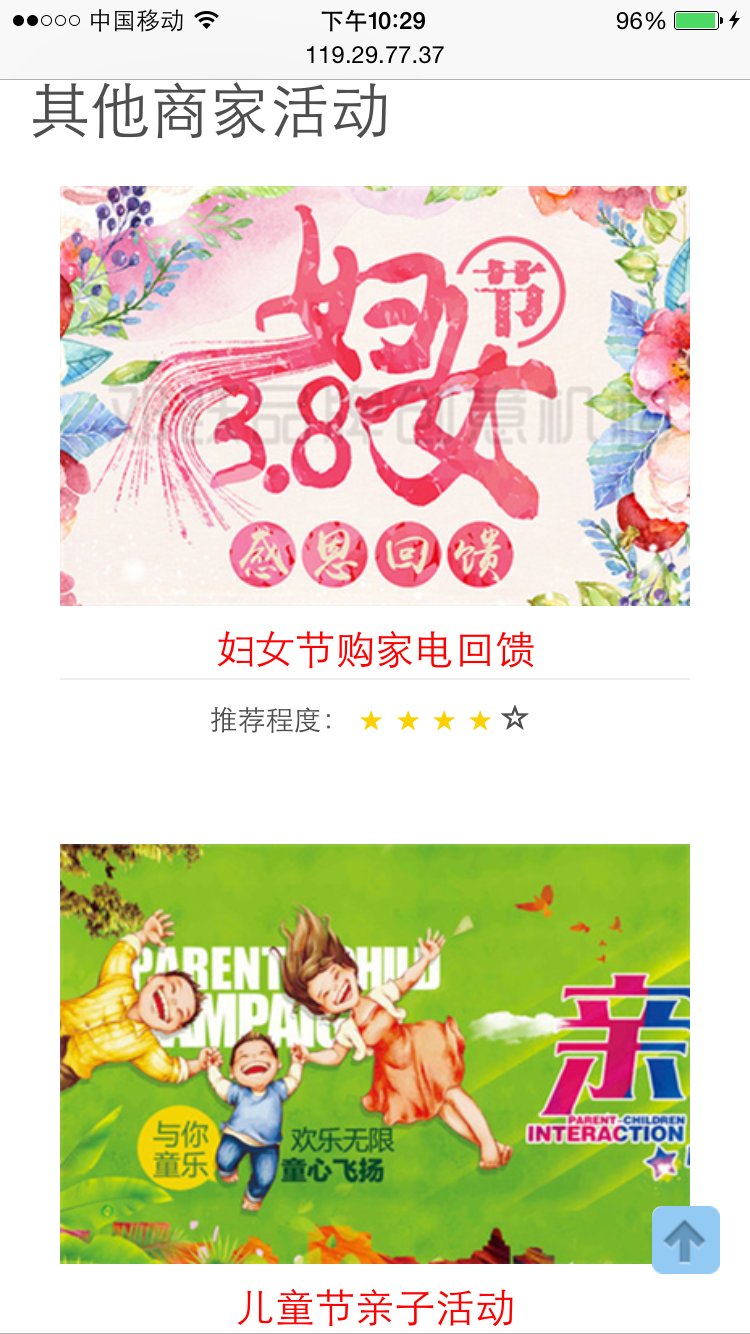 中国移动 下午10:29 96%
119.29.77.37
其他商家活动
妇女节
3.8
感恩回馈
妇女节购家电回馈
推荐程度：★ ★ ★ ★ ☆
PARENT CHILD
亲
PARENT-CHILDREN
INTERACTION
与你
童乐
欢乐无限
童心飞扬
儿童节亲子活动